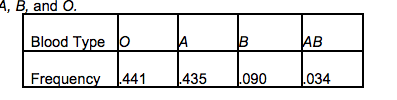 A, B, and O.
Blood Type O A B AB
Frequency .441 .435 .090 .034